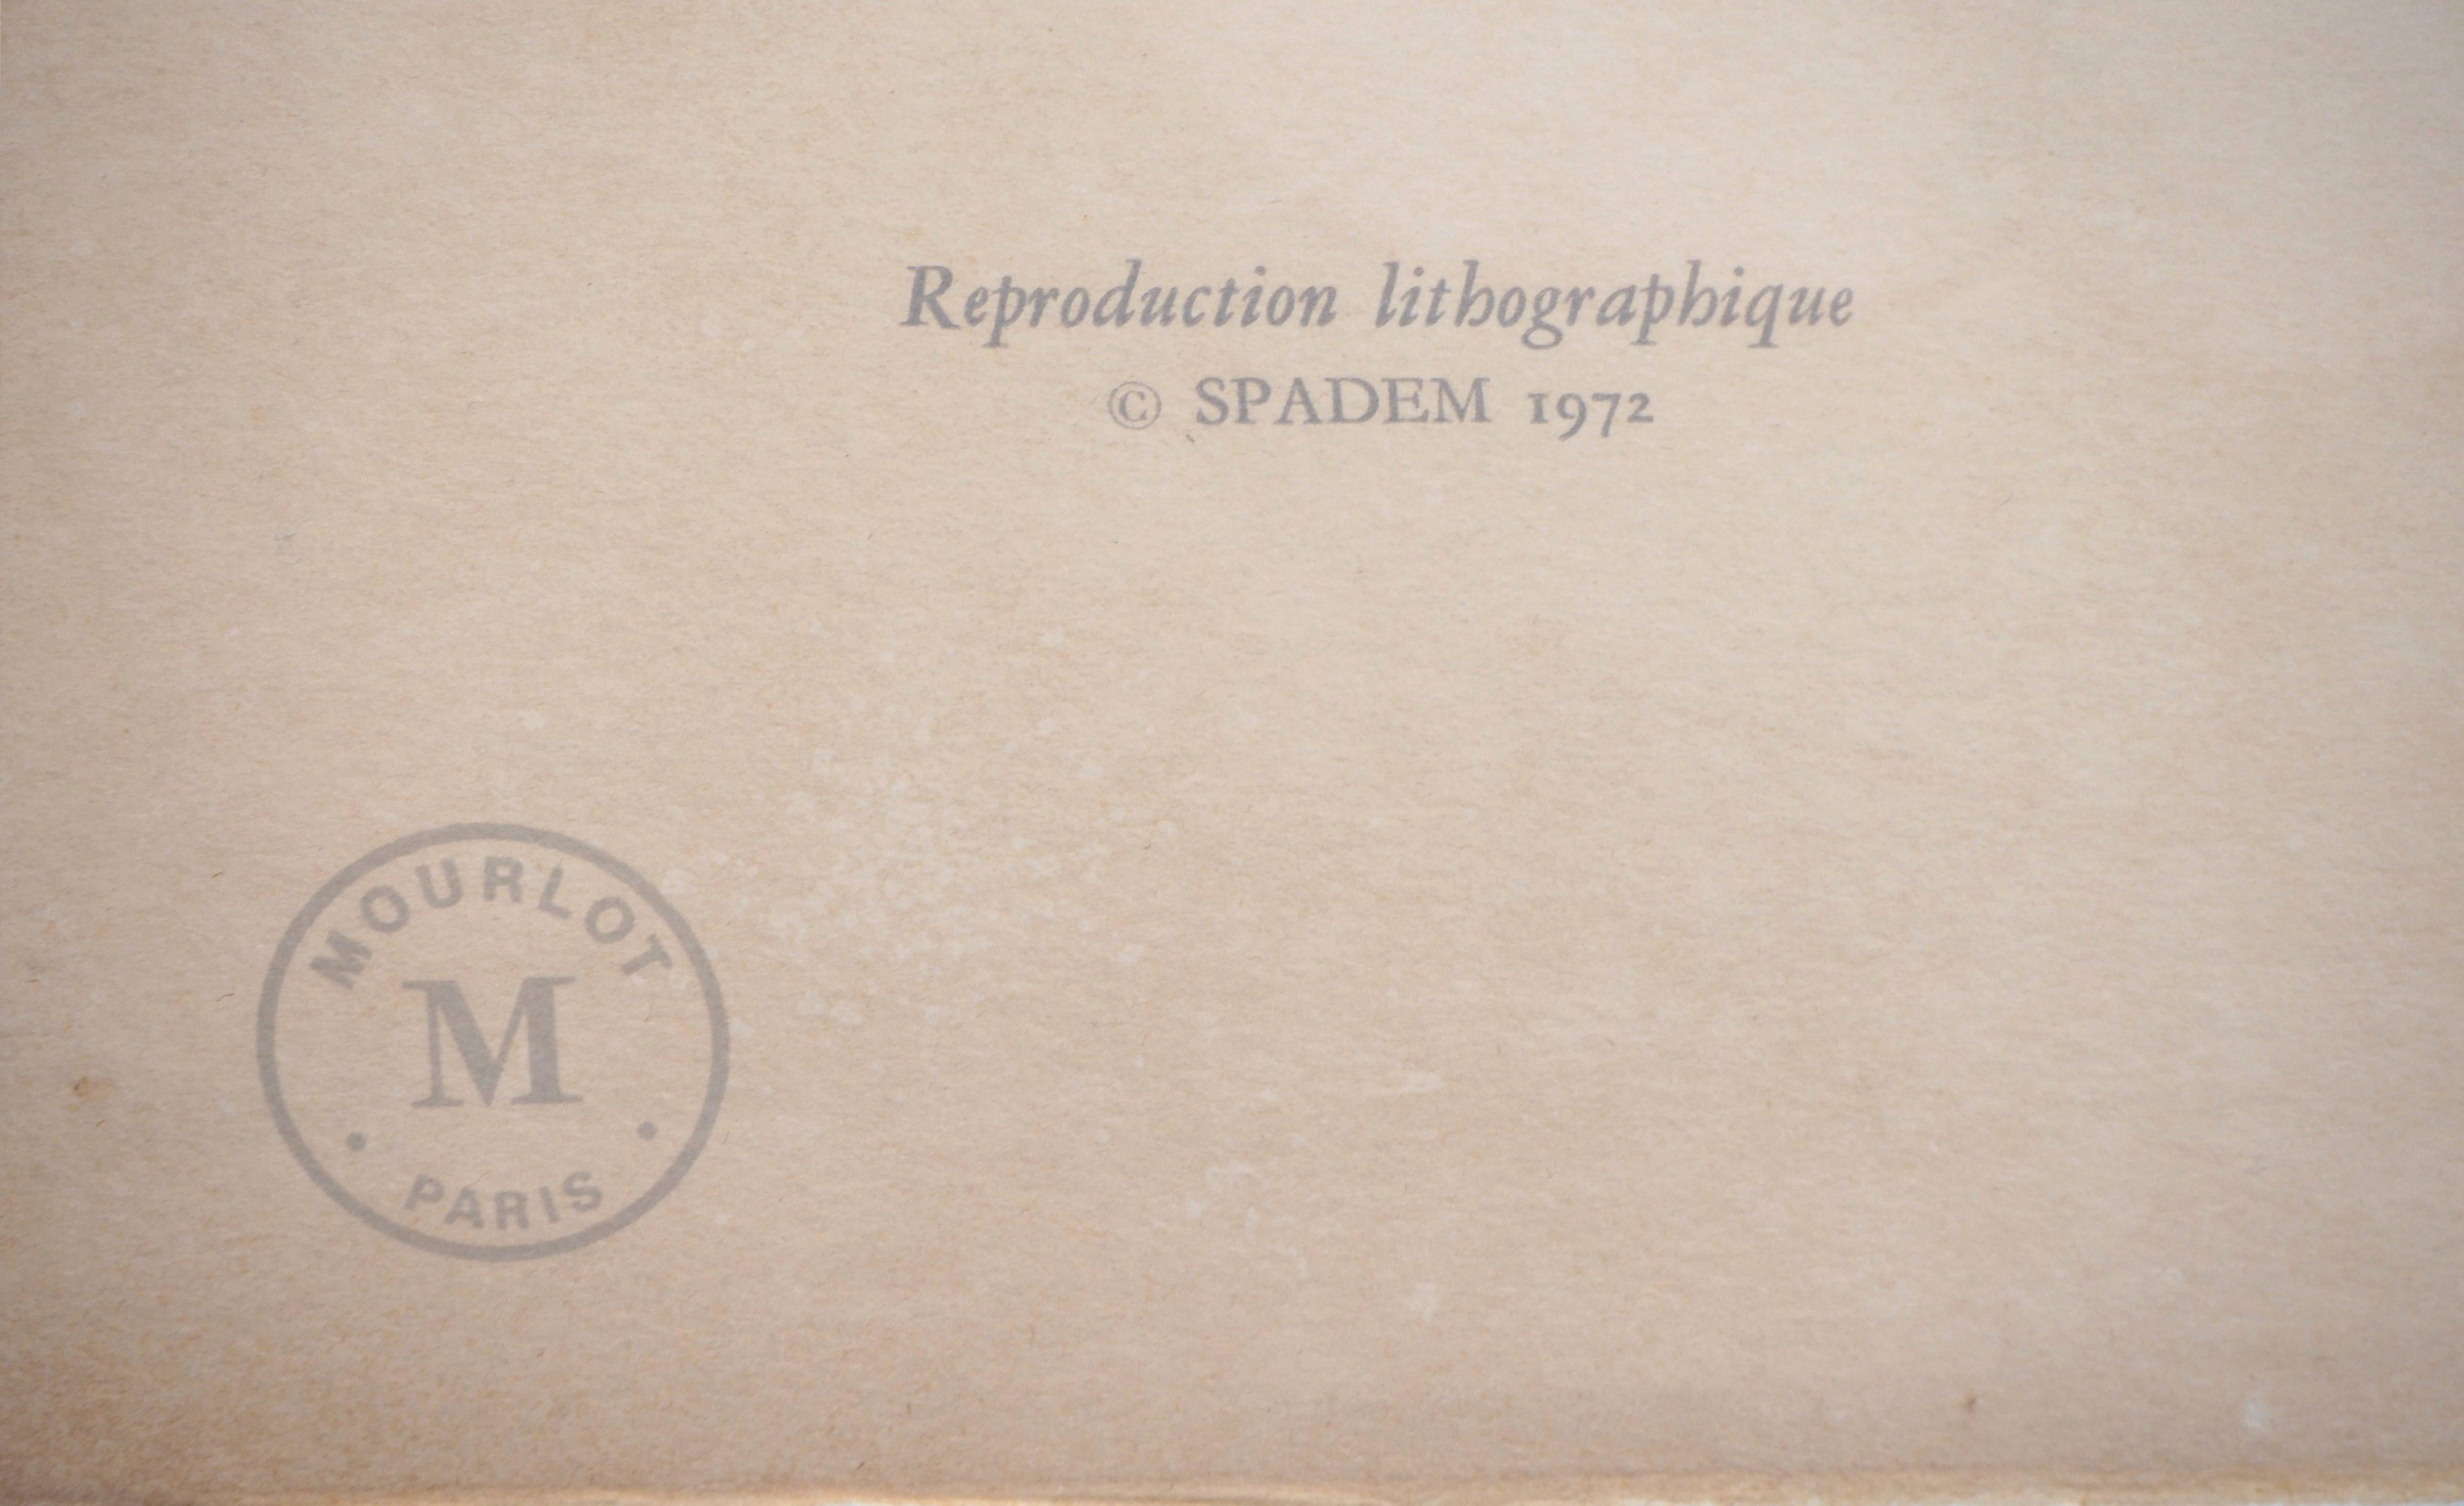 Reproduction lithographique
© SPADEM 1972
MOURLOT
M
• PARIS •